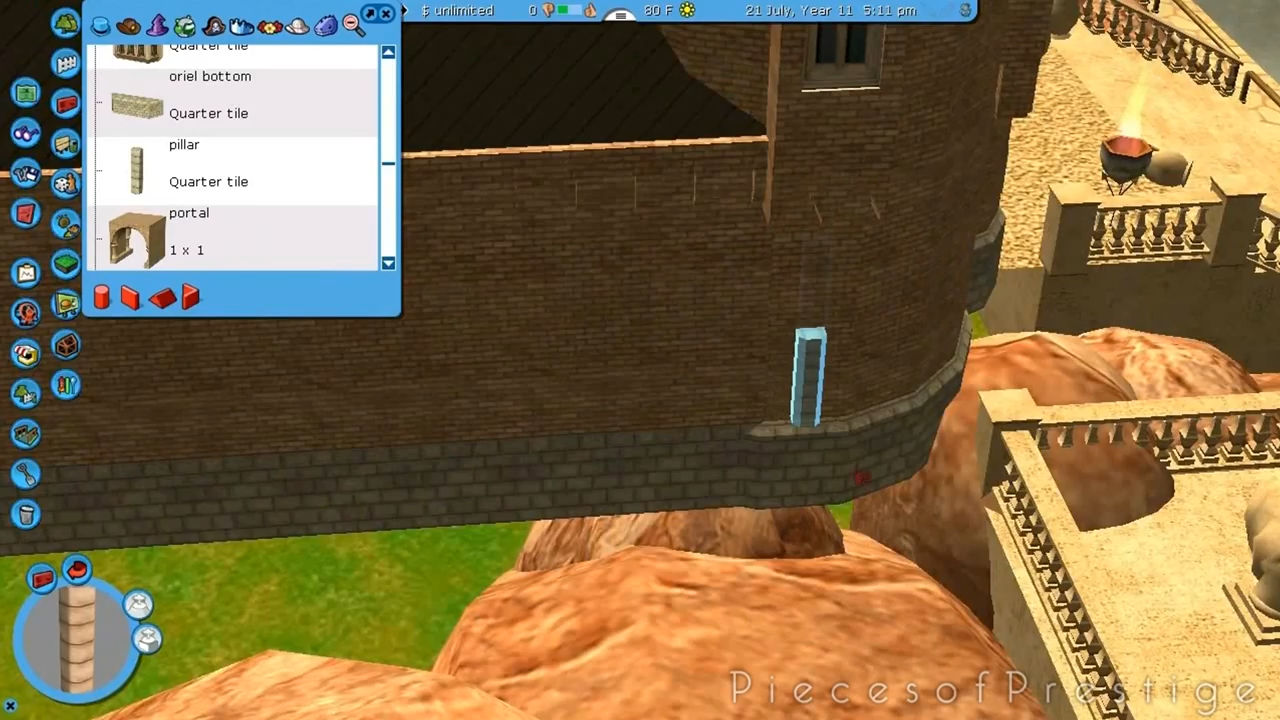 $ unlimited 0 80 F 21 July, Year 11 5:11 pm
Quarter tile
oriel bottom
Quarter tile
pillar
Quarter tile
portal
1 x 1
PiecesofPrestige